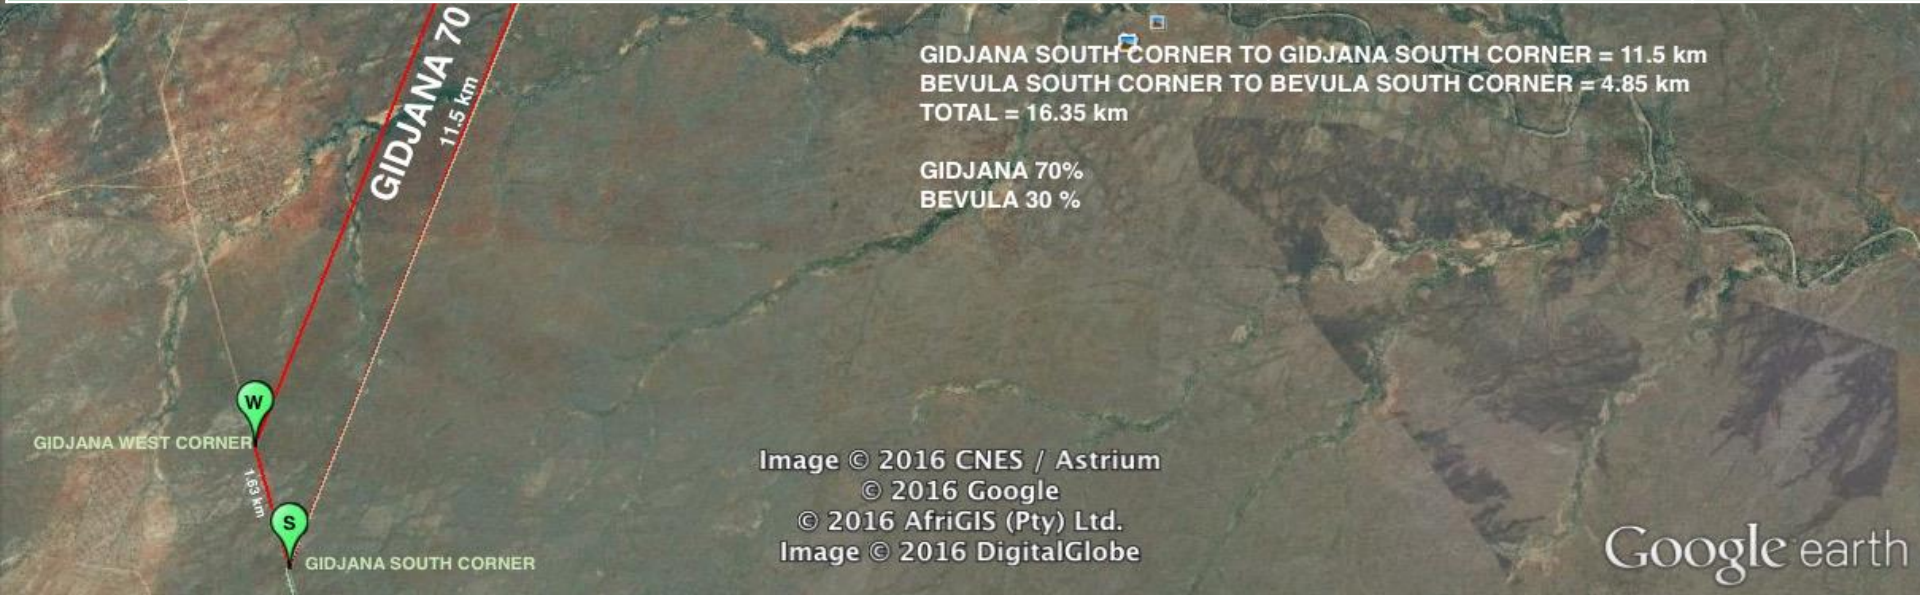 GIDJANA 70
11.5 km
GIDJANA SOUTH CORNER TO GIDJANA SOUTH CORNER = 11.5 km
BEVULA SOUTH CORNER TO BEVULA SOUTH CORNER = 4.85 km
TOTAL = 16.35 km
GIDJANA 70%
BEVULA 30 %
W
GIDJANA WEST CORNER
1.63 km
S
GIDJANA SOUTH CORNER
Image © 2016 CNES / Astrium
© 2016 Google
© 2016 AfriGIS (Pty) Ltd.
Image © 2016 DigitalGlobe
Google earth